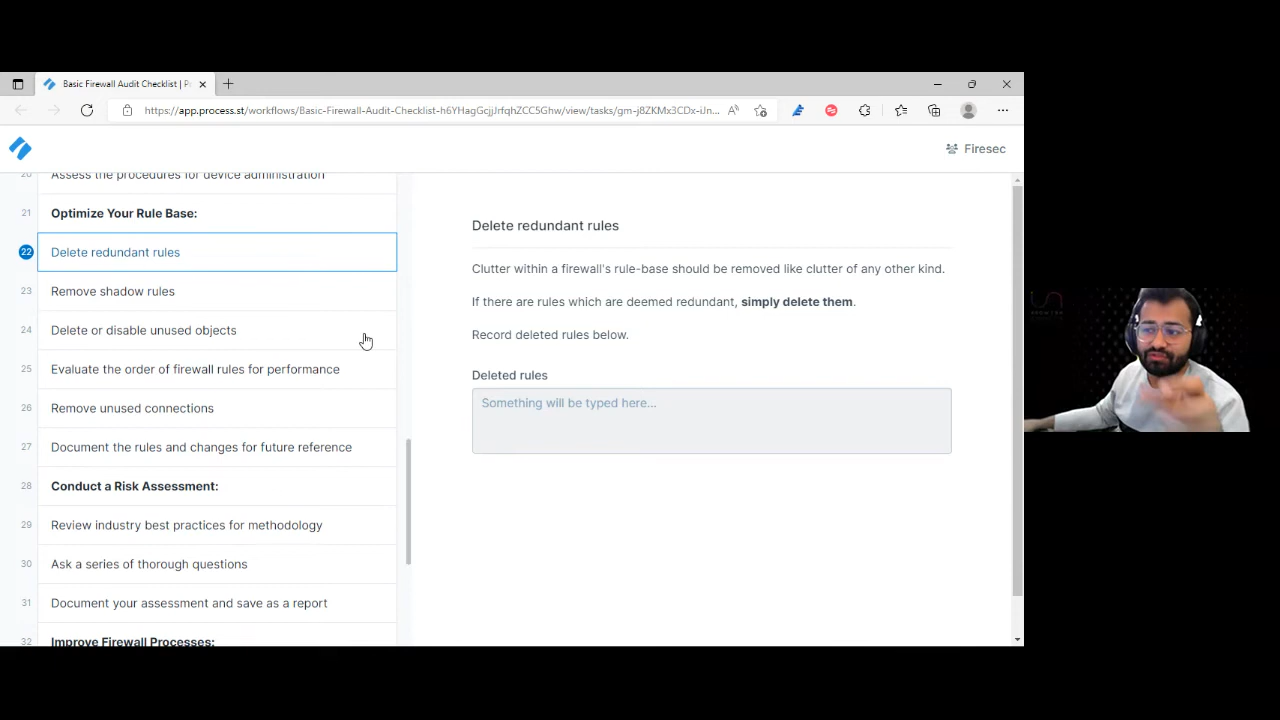 Basic Firewall Audit Checklist | P
https://app.process.st/workflows/Basic-Firewall-Audit-Checklist-h6YHagGcjjJrfqhZCC5Ghw/view/tasks/gm-j8ZKMx3CDx-iJn...
Firesec
20 Assess the procedures for device administration
21 Optimize Your Rule Base:
22 Delete redundant rules
23 Remove shadow rules
24 Delete or disable unused objects
25 Evaluate the order of firewall rules for performance
26 Remove unused connections
27 Document the rules and changes for future reference
28 Conduct a Risk Assessment:
29 Review industry best practices for methodology
30 Ask a series of thorough questions
31 Document your assessment and save as a report
32 Improve Firewall Processes:
Delete redundant rules
Clutter within a firewall's rule-base should be removed like clutter of any other kind.
If there are rules which are deemed redundant, simply delete them.
Record deleted rules below.
Deleted rules
Something will be typed here...